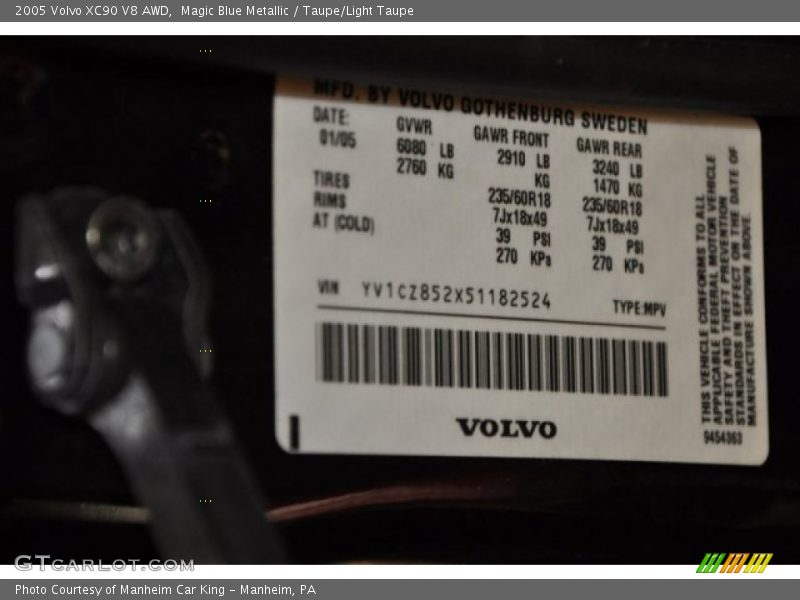 2005 Volvo XC90 V8 AWD,  Magic Blue Metallic / Taupe/Light Taupe
MFD. BY VOLVO GOTHENBURG SWEDEN
DATE: GVWR GAWR FRONT GAWR REAR
01/05 6080 LB 2910 LB 3240 LB
2760 KG KG 1470 KG
TIRES 235/60R18 235/60R18
RIMS 7Jx18x49 7Jx18x49
AT (COLD) 39 PSI 39 PSI
270 KPa 270 KPa
VIN YV1CZ852X51182524 TYPE:MPV
VOLVO
THIS VEHICLE CONFORMS TO ALL
APPLICABLE FEDERAL MOTOR VEHICLE
SAFETY AND THEFT PREVENTION
STANDARDS IN EFFECT ON THE DATE OF
MANUFACTURE SHOWN ABOVE.
9454363
GTcarlot.com
Photo Courtesy of Manheim Car King - Manheim, PA